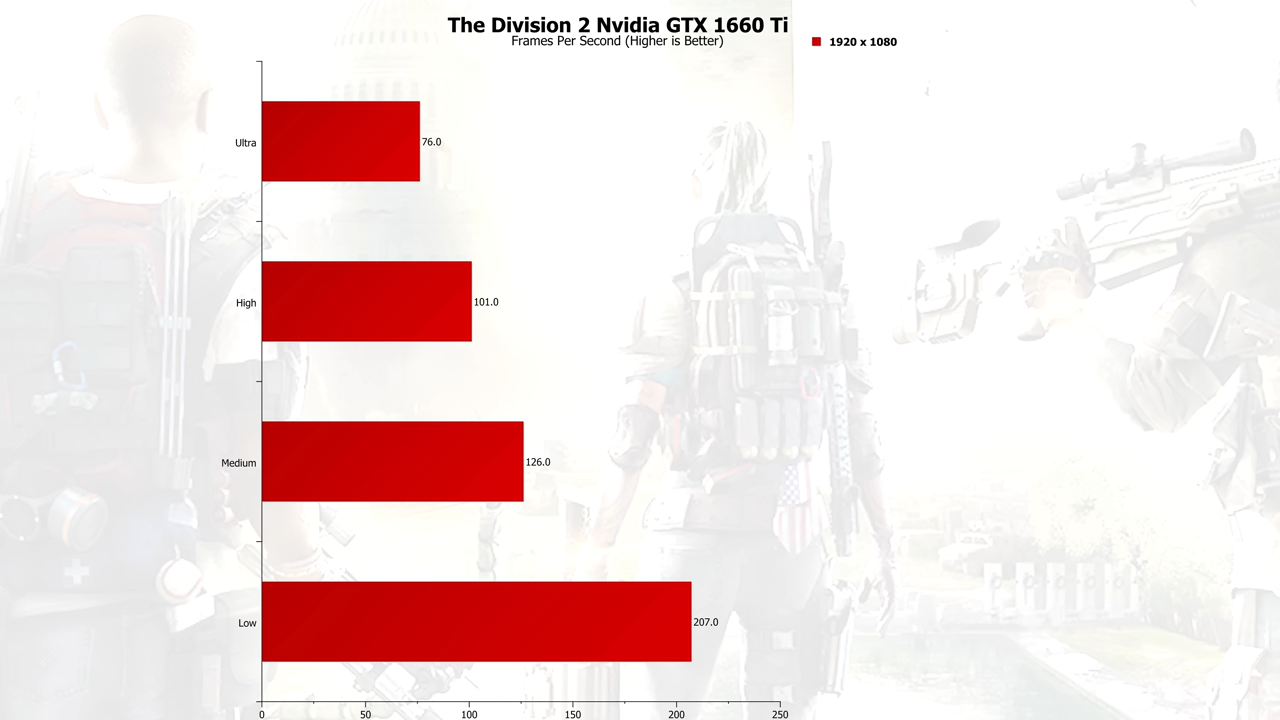 The Division 2 Nvidia GTX 1660 Ti
Frames Per Second (Higher is Better)
1920 x 1080
Ultra
76.0
High
101.0
Medium
126.0
Low
207.0
0 50 100 150 200 250